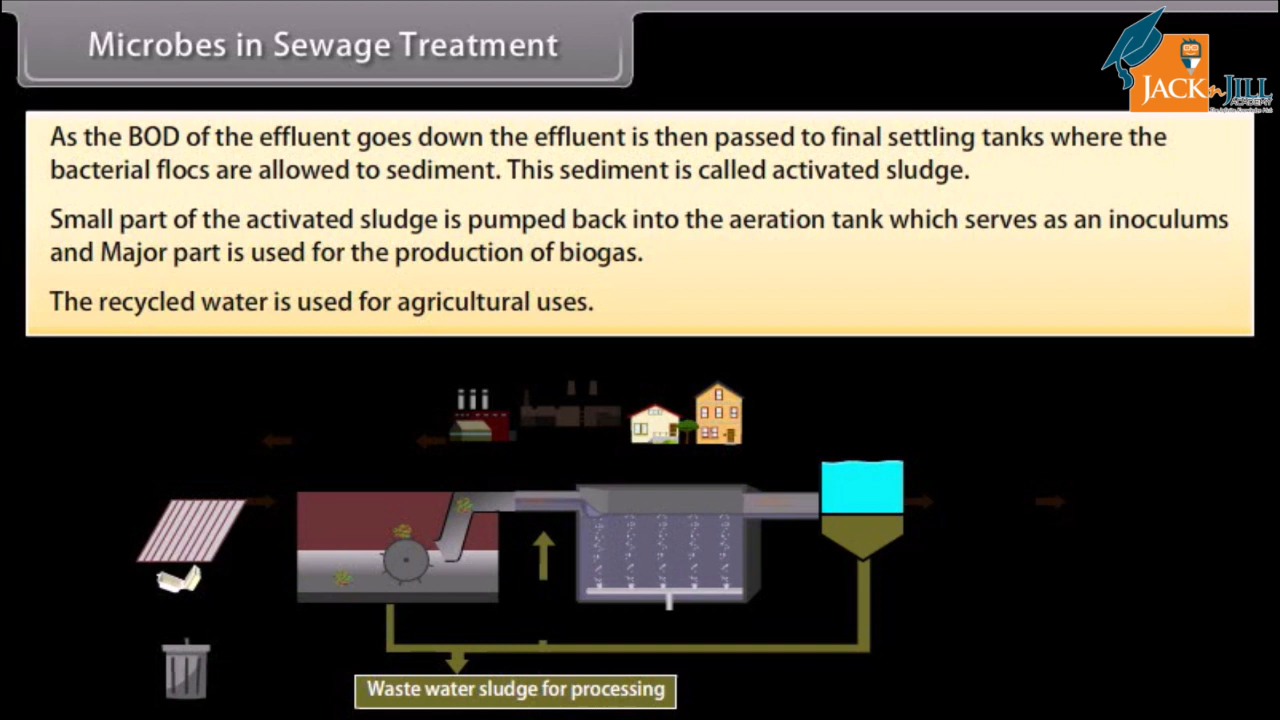 Microbes in Sewage Treatment
JACK n JILL
ACADEMY
As the BOD of the effluent goes down the effluent is then passed to final settling tanks where the
bacterial flocs are allowed to sediment. This sediment is called activated sludge.
Small part of the activated sludge is pumped back into the aeration tank which serves as an inoculums
and Major part is used for the production of biogas.
The recycled water is used for agricultural uses.
Waste water sludge for processing